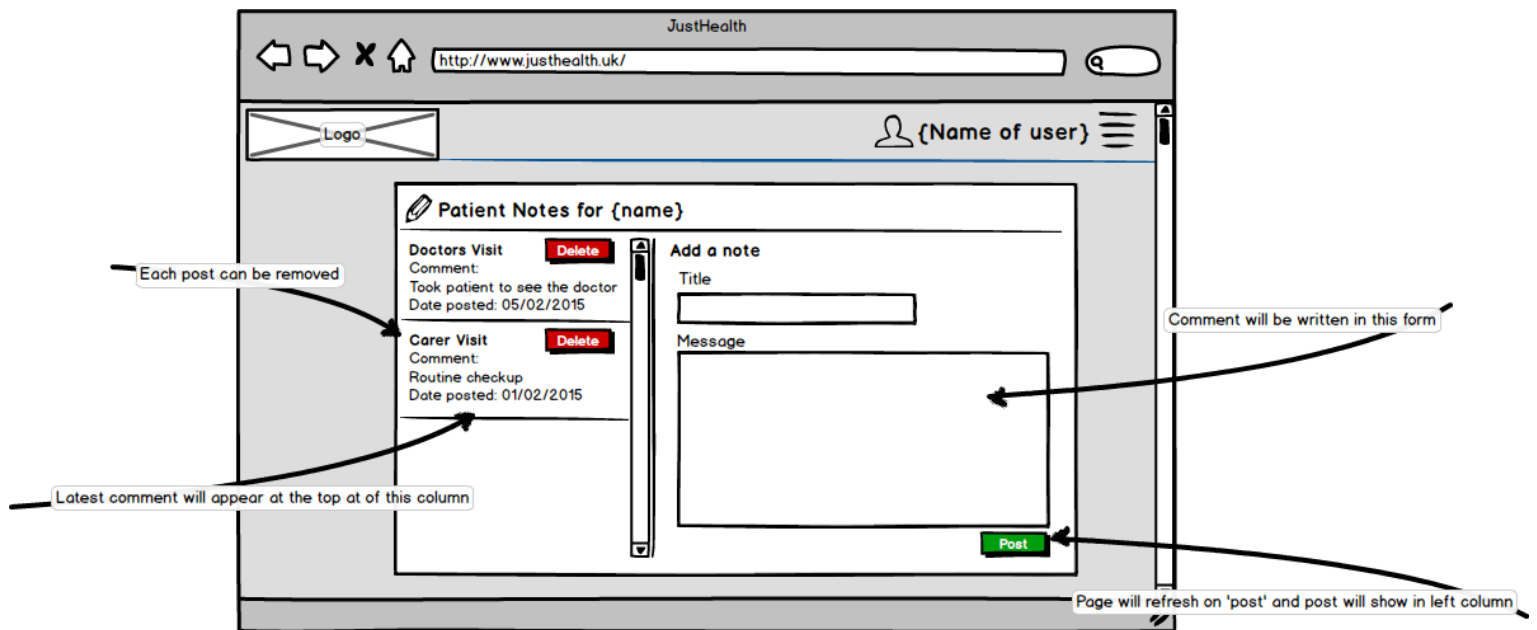 JustHealth
http://www.justhealth.uk/
Logo
{Name of user}
Patient Notes for {name}
Doctors Visit
Delete
Comment:
Took patient to see the doctor
Date posted: 05/02/2015
Carer Visit
Delete
Comment:
Routine checkup
Date posted: 01/02/2015
Add a note
Title
Message
Post
Each post can be removed
Latest comment will appear at the top at of this column
Comment will be written in this form
Page will refresh on 'post' and post will show in left column